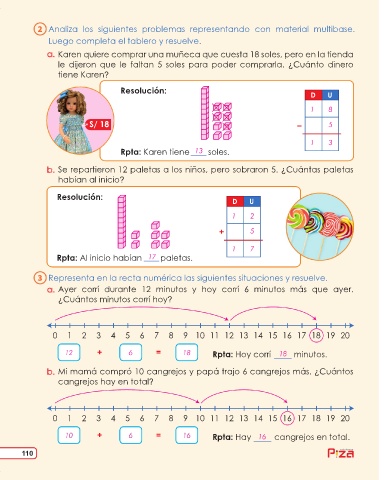 2 Analiza los siguientes problemas representando con material multibase.
Luego completa el tablero y resuelve.
a. Karen quiere comprar una muñeca que cuesta 18 soles, pero en la tienda
le dijeron que le faltan 5 soles para poder comprarla. ¿Cuánto dinero
tiene Karen?
Resolución:
D U
1 8
S/ 18
– 5
1 3
Rpta: Karen tiene 13 soles.
b. Se repartieron 12 paletas a los niños, pero sobraron 5. ¿Cuántas paletas
habían al inicio?
Resolución:
D U
1 2
+ 5
1 7
Rpta: Al inicio habían 17 paletas.
3 Representa en la recta numérica las siguientes situaciones y resuelve.
a. Ayer corrí durante 12 minutos y hoy corrí 6 minutos más que ayer.
¿Cuántos minutos corrí hoy?
0 1 2 3 4 5 6 7 8 9 10 11 12 13 14 15 16 17 18 19 20
12 + 6 = 18 Rpta: Hoy corrí 18 minutos.
b. Mi mamá compró 10 cangrejos y papá trajo 6 cangrejos más. ¿Cuántos
cangrejos hay en total?
0 1 2 3 4 5 6 7 8 9 10 11 12 13 14 15 16 17 18 19 20
10 + 6 = 16 Rpta: Hay 16 cangrejos en total.
110